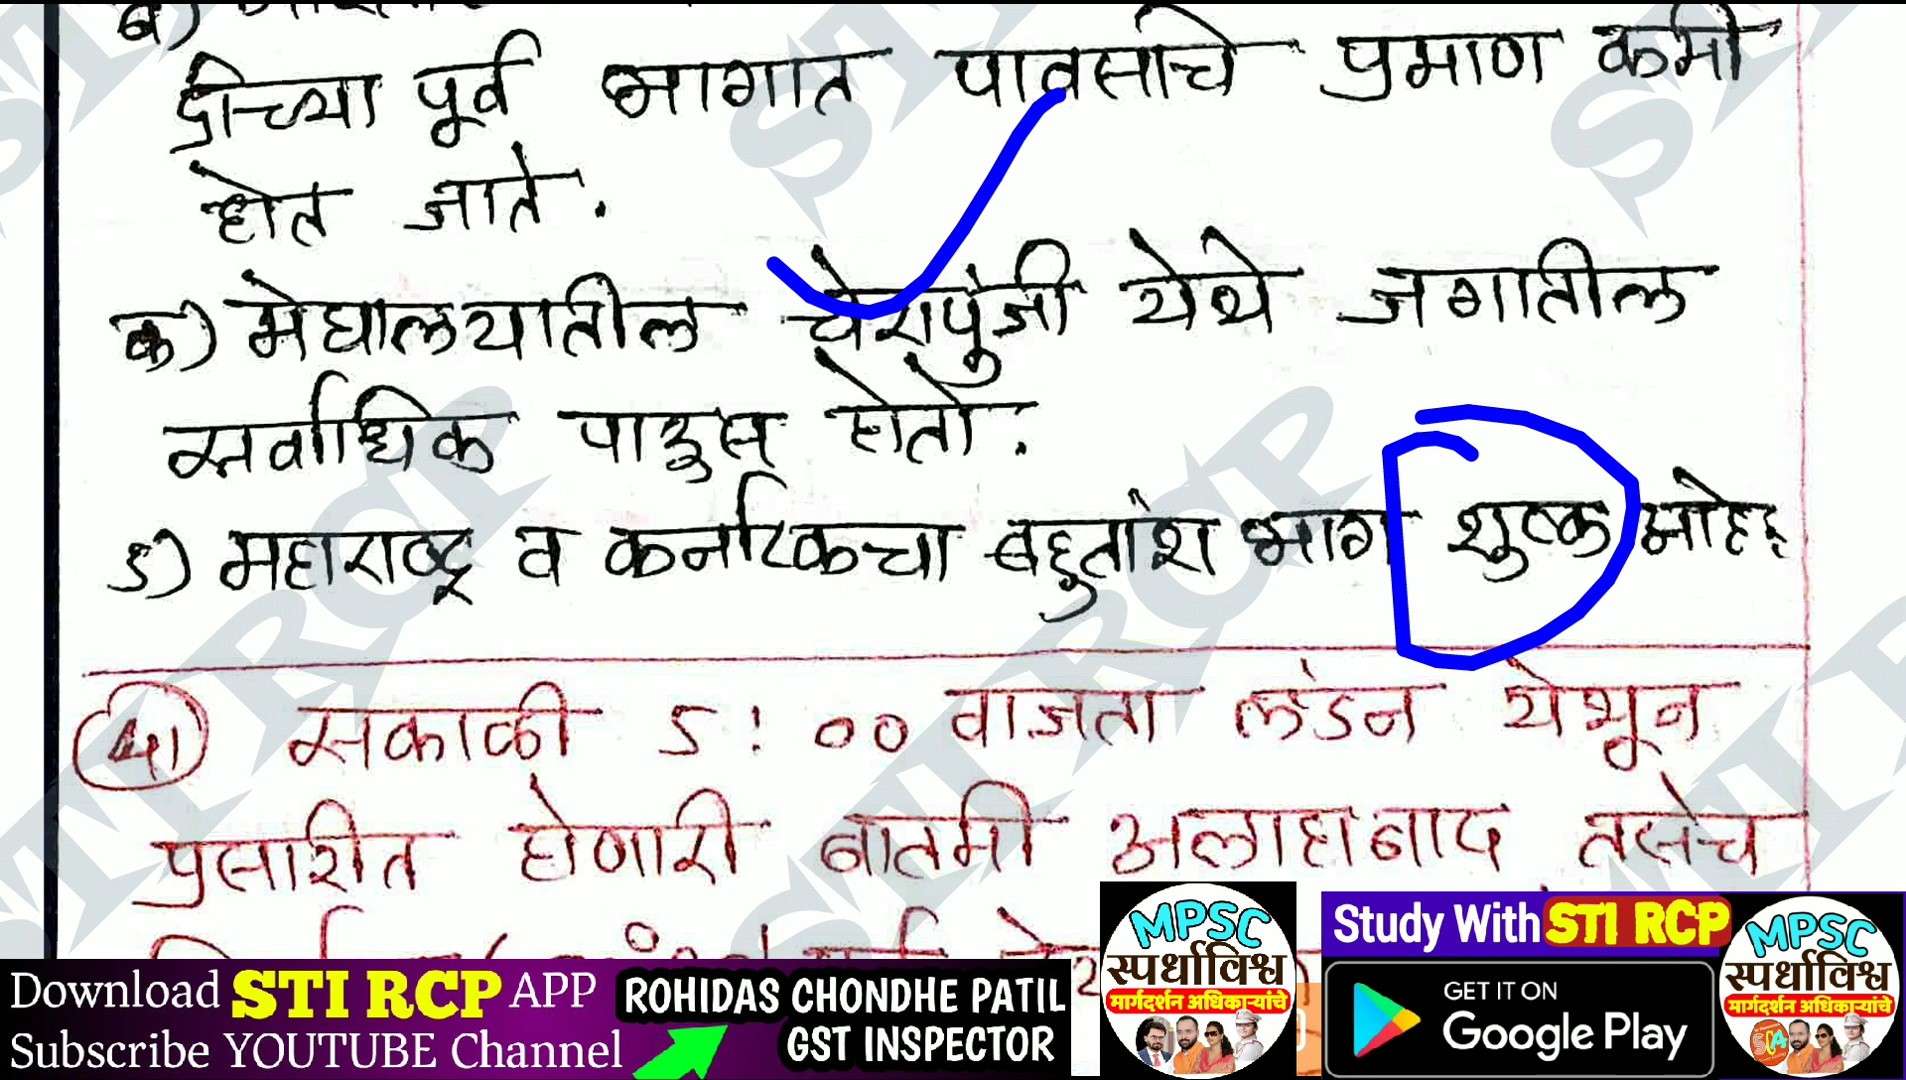 ब)
द्रीच्या पूर्व भागात पावसाचे प्रमाण कमी
होत जाते.
क) मेघालयातील चेरापुंजी येथे जगातील
सर्वाधिक पाऊस होतो.
ड) महाराष्ट्र व कर्नाटकचा बहुतांश भाग शुष्क आहे.
सकाळी 5:00 वाजता लंडन येथून
प्रसारीत होणारी बातमी अलाहाबाद तसेच
Download STI RCP APP
Subscribe YOUTUBE Channel
ROHIDAS CHONDHE PATIL
GST INSPECTOR
MPSC
स्पर्धाविश्व
मार्गदर्शन अधिकाऱ्यांचे
Study With STI RCP
GET IT ON
Google Play
MPSC
स्पर्धाविश्व
मार्गदर्शन अधिकाऱ्यांचे
STI RCP